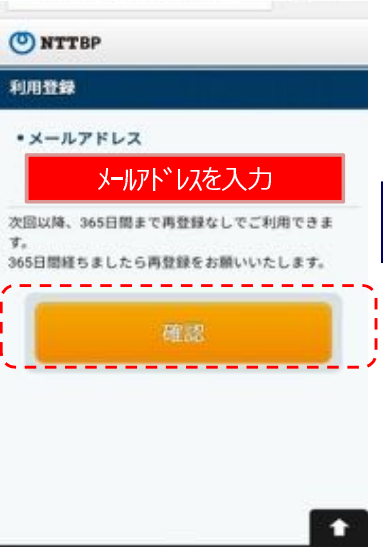 NTTBP
利用登録
•メールアドレス
メールアドレスを入力
次回以降、365日間まで再登録なしでご利用できま
す。
365日間経ちましたら再登録をお願いいたします。
確認